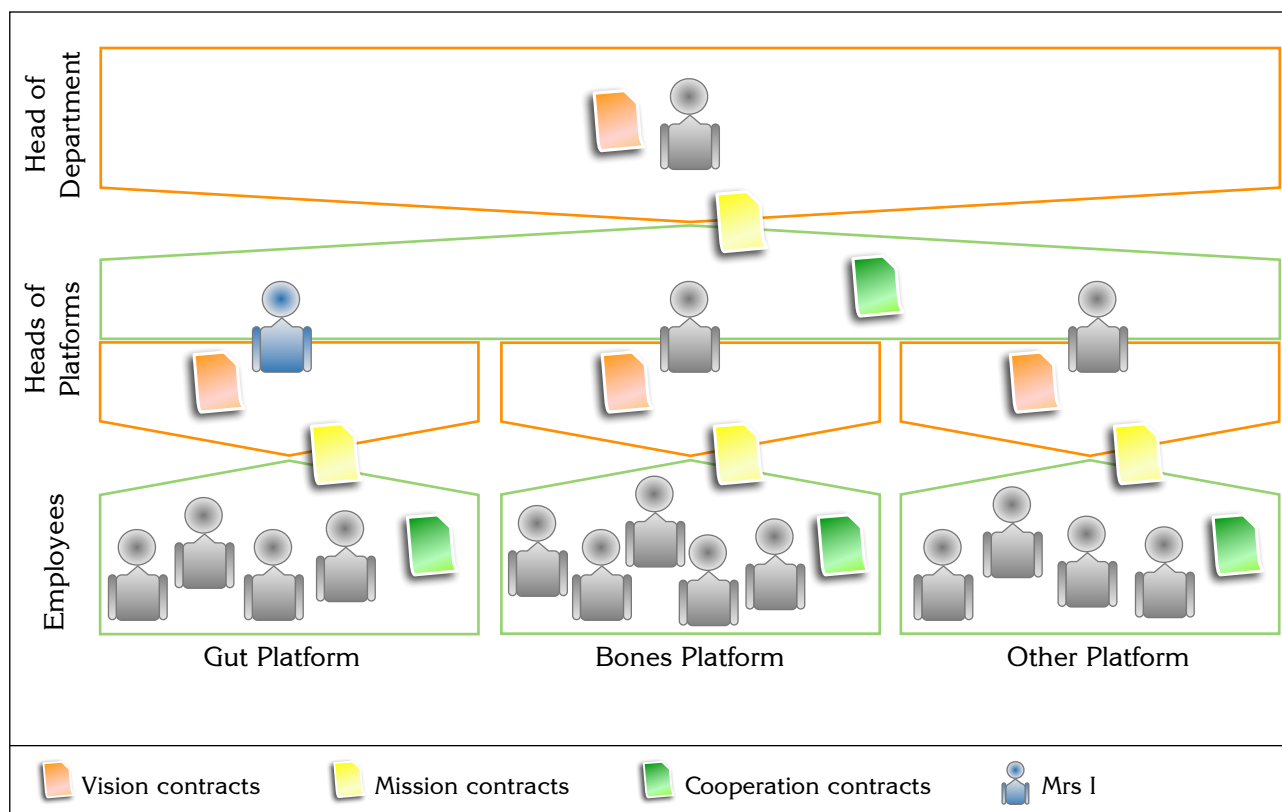 Head of
Department
Heads of
Platforms
Employees
Gut Platform
Bones Platform
Other Platform
Vision contracts
Mission contracts
Cooperation contracts
Mrs I